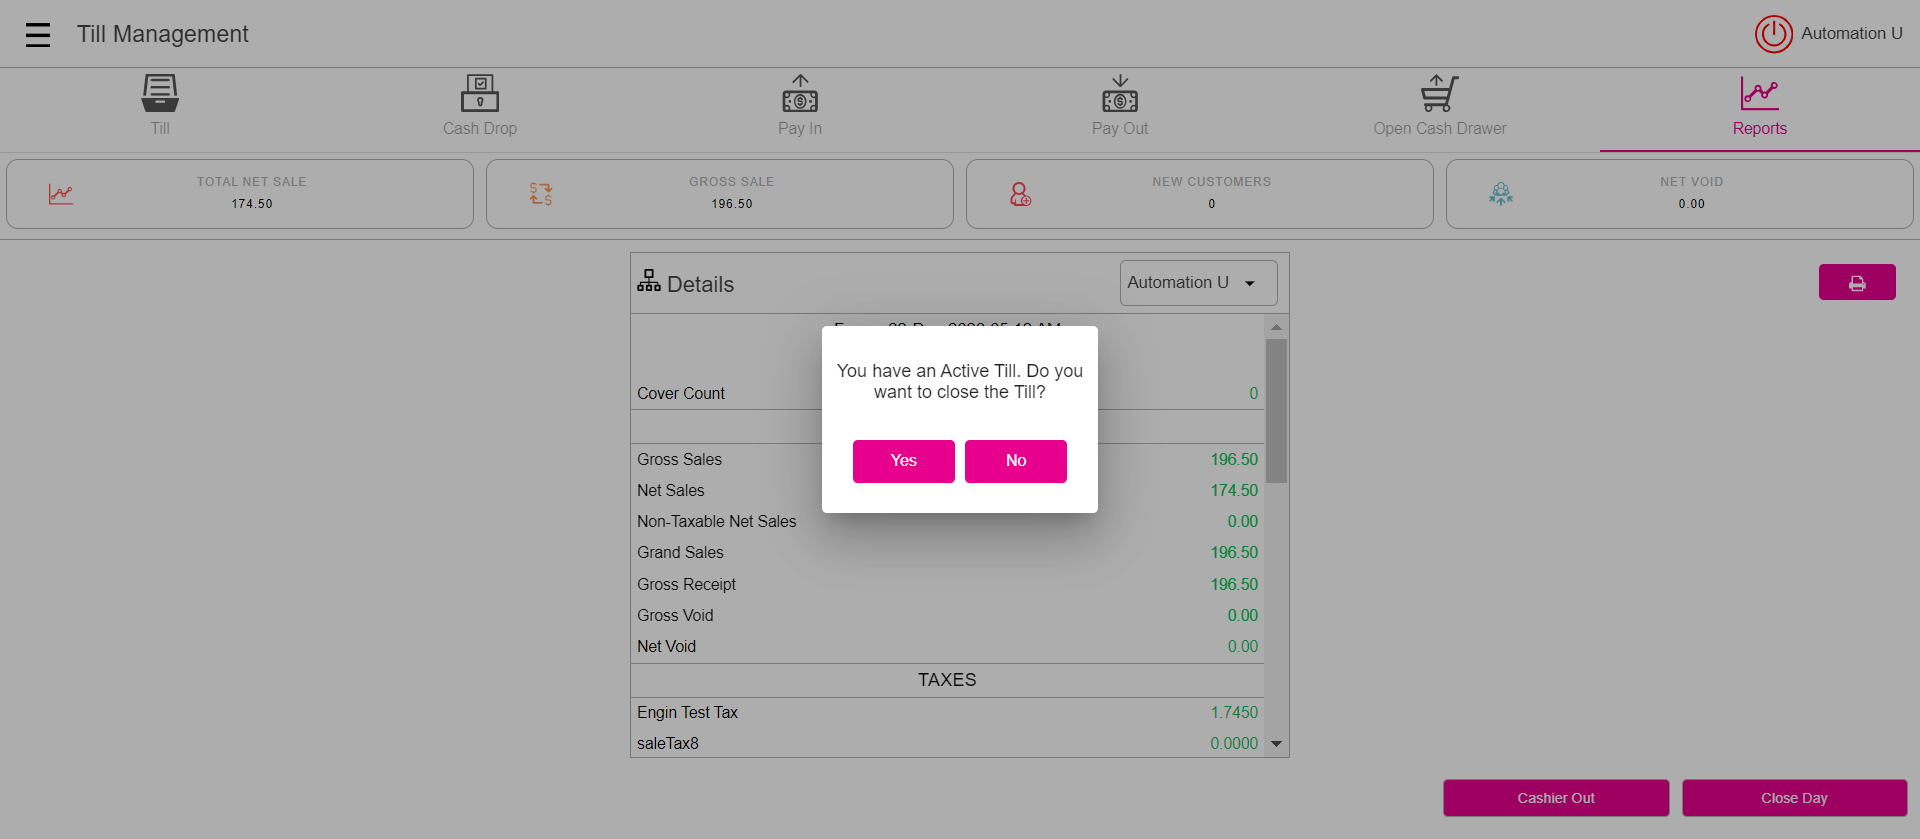 Till Management
Automation U
Till
Cash Drop
Pay In
Pay Out
Open Cash Drawer
Reports
TOTAL NET SALE
174.50
GROSS SALE
196.50
NEW CUSTOMERS
0
NET VOID
0.00
Details
Automation U
You have an Active Till. Do you
want to close the Till?
Yes
No
Cover Count 0
Gross Sales 196.50
Net Sales 174.50
Non-Taxable Net Sales 0.00
Grand Sales 196.50
Gross Receipt 196.50
Gross Void 0.00
Net Void 0.00
TAXES
Engin Test Tax 1.7450
saleTax8 0.0000
Cashier Out
Close Day